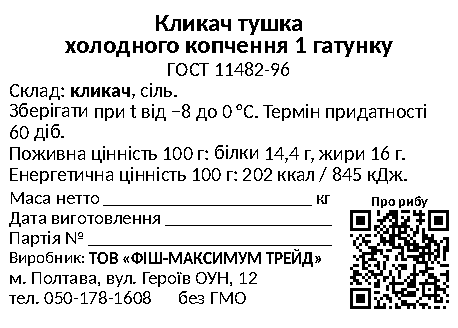 Кликач тушка
холодного копчення 1 гатунку
ГОСТ 11482-96
Склад: кликач, сіль.
Зберігати при t від −8 до 0 °С. Термін придатності
60 діб.
Поживна цінність 100 г: білки 14,4 г, жири 16 г.
Енергетична цінність 100 г: 202 ккал / 845 кДж.
Маса нетто ______________________ кг
Про рибу
Дата виготовлення _________________
Партія № _________________________
Виробник: ТОВ «ФІШ-МАКСИМУМ ТРЕЙД»
м. Полтава, вул. Героїв ОУН, 12
тел. 050-178-1608 без ГМО